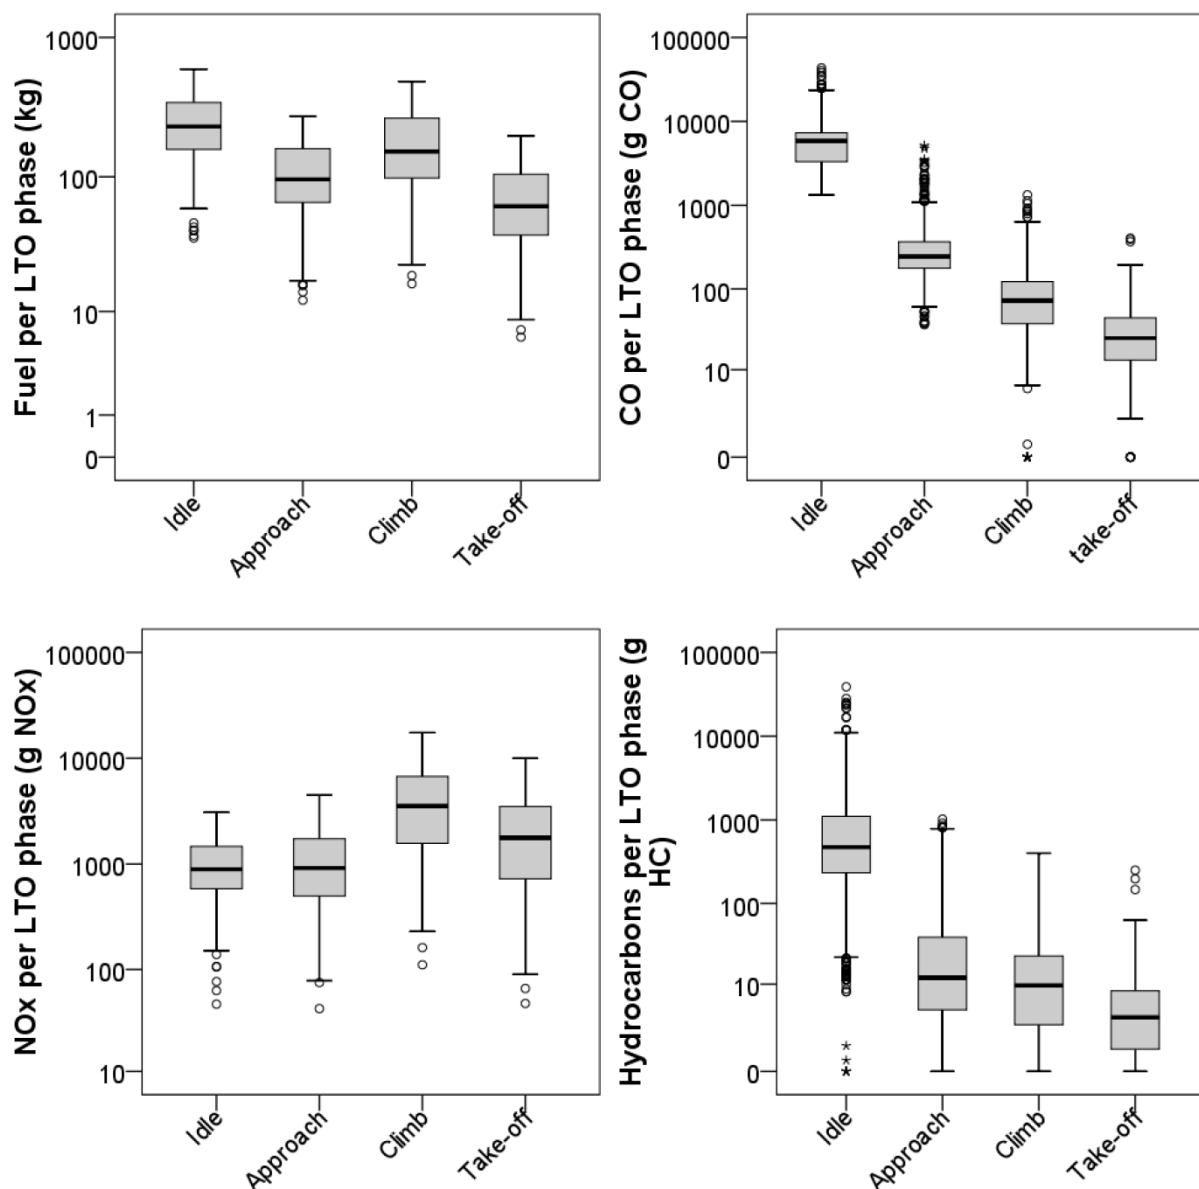 Fuel per LTO phase (kg)
1000
100
10
1
0
Idle
Approach
Climb
Take-off
CO per LTO phase (g CO)
100000
10000
1000
100
10
0
Idle
Approach
Climb
take-off
NOx per LTO phase (g NOx)
100000
10000
1000
100
10
Idle
Approach
Climb
Take-off
Hydrocarbons per LTO phase (g
HC)
100000
10000
1000
100
10
0
Idle
Approach
Climb
Take-off